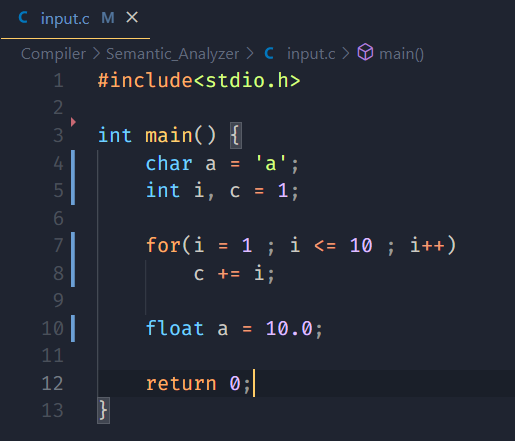 C input.c M ×
Compiler > Semantic_Analyzer > C input.c > main()
1 #include<stdio.h>
2
3 int main() {
4     char a = 'a';
5     int i, c = 1;
6
7     for(i = 1 ; i <= 10 ; i++)
8         c += i;
9
10     float a = 10.0;
11
12     return 0;
13 }